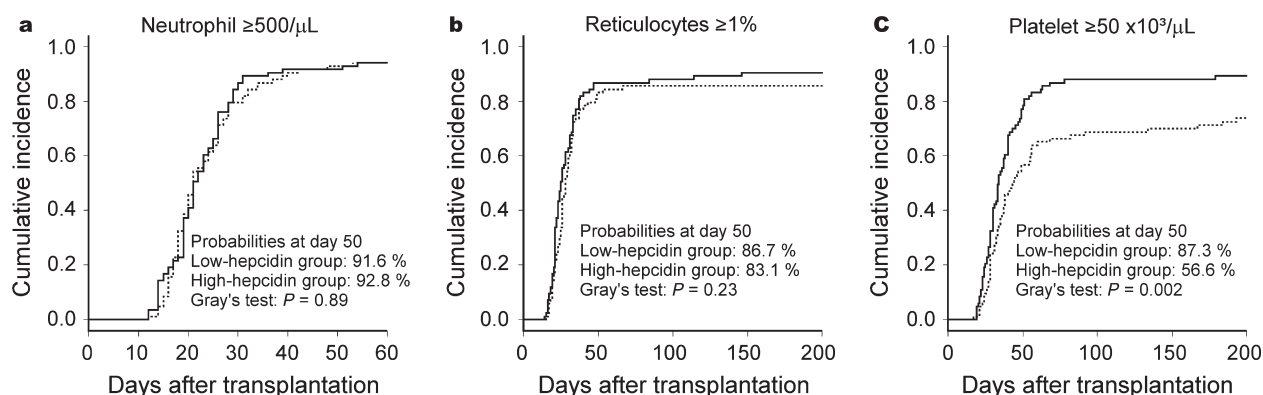 a
Neutrophil ≥500/μL
Cumulative incidence
1.0
0.8
0.6
0.4
0.2
0.0
Probabilities at day 50
Low-hepcidin group: 91.6 %
High-hepcidin group: 92.8 %
Gray's test: P = 0.89
0 10 20 30 40 50 60
Days after transplantation
b
Reticulocytes ≥1%
Cumulative incidence
1.0
0.8
0.6
0.4
0.2
0.0
Probabilities at day 50
Low-hepcidin group: 86.7 %
High-hepcidin group: 83.1 %
Gray's test: P = 0.23
0 50 100 150 200
Days after transplantation
c
Platelet ≥50 x10³/μL
Cumulative incidence
1.0
0.8
0.6
0.4
0.2
0.0
Probabilities at day 50
Low-hepcidin group: 87.3 %
High-hepcidin group: 56.6 %
Gray's test: P = 0.002
0 50 100 150 200
Days after transplantation